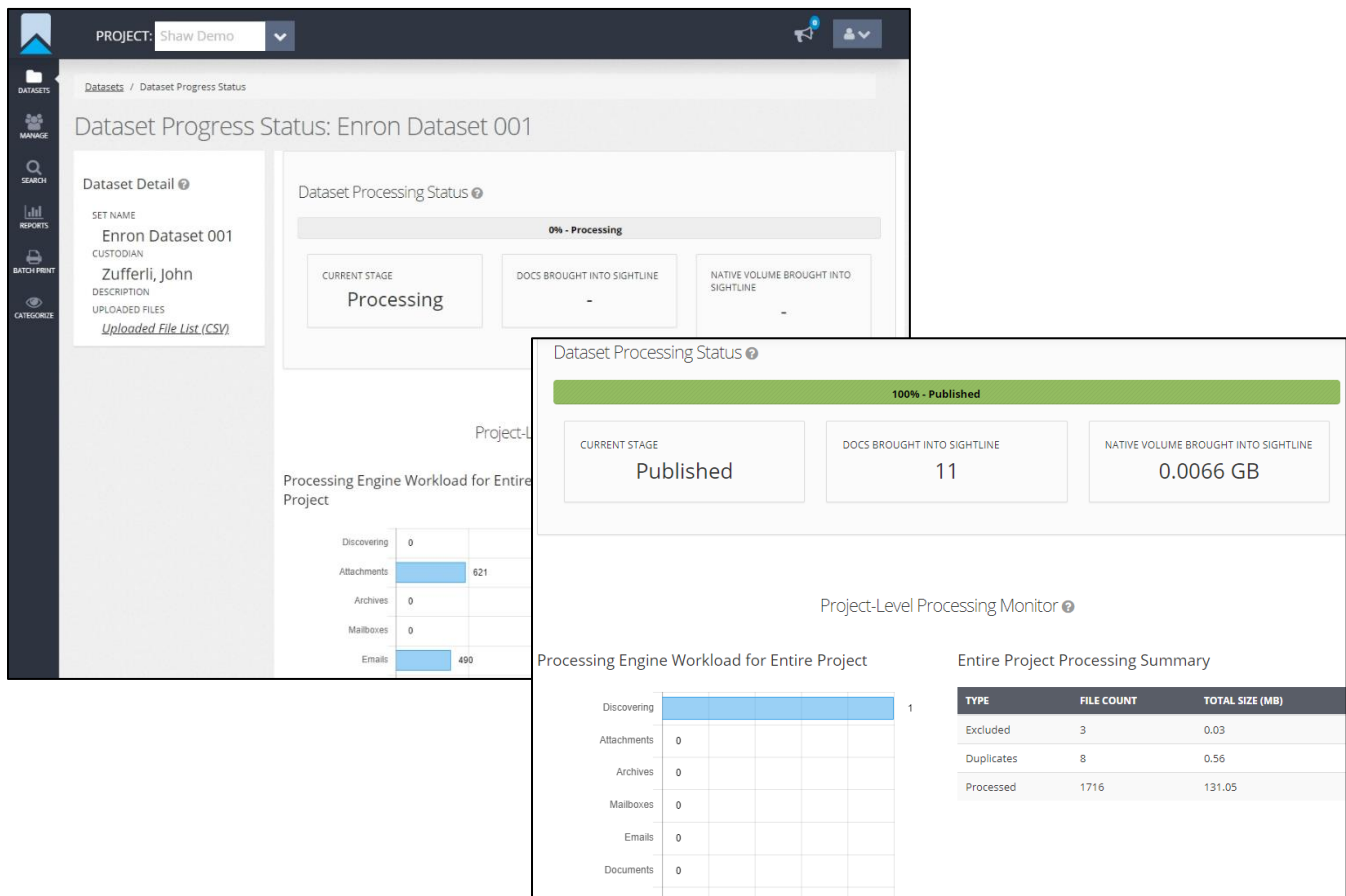 PROJECT: Shaw Demo
0
DATASETS
MANAGE
SEARCH
REPORTS
BATCH PRINT
CATEGORIZE
Datasets / Dataset Progress Status
Dataset Progress Status: Enron Dataset 001
Dataset Detail
SET NAME
Enron Dataset 001
CUSTODIAN
Zufferli, John
DESCRIPTION
UPLOADED FILES
Uploaded File List (CSV)
Dataset Processing Status
0% - Processing
CURRENT STAGE
Processing
DOCS BROUGHT INTO SIGHTLINE
-
NATIVE VOLUME BROUGHT INTO
SIGHTLINE
-
Project-L
Processing Engine Workload for Entire
Project
Discovering 0
Attachments 621
Archives 0
Mailboxes 0
Emails 490
Dataset Processing Status
100% - Published
CURRENT STAGE
Published
DOCS BROUGHT INTO SIGHTLINE
11
NATIVE VOLUME BROUGHT INTO SIGHTLINE
0.0066 GB
Project-Level Processing Monitor
Processing Engine Workload for Entire Project
Discovering 1
Attachments 0
Archives 0
Mailboxes 0
Emails 0
Documents 0
Entire Project Processing Summary
TYPE FILE COUNT TOTAL SIZE (MB)
Excluded 3 0.03
Duplicates 8 0.56
Processed 1716 131.05